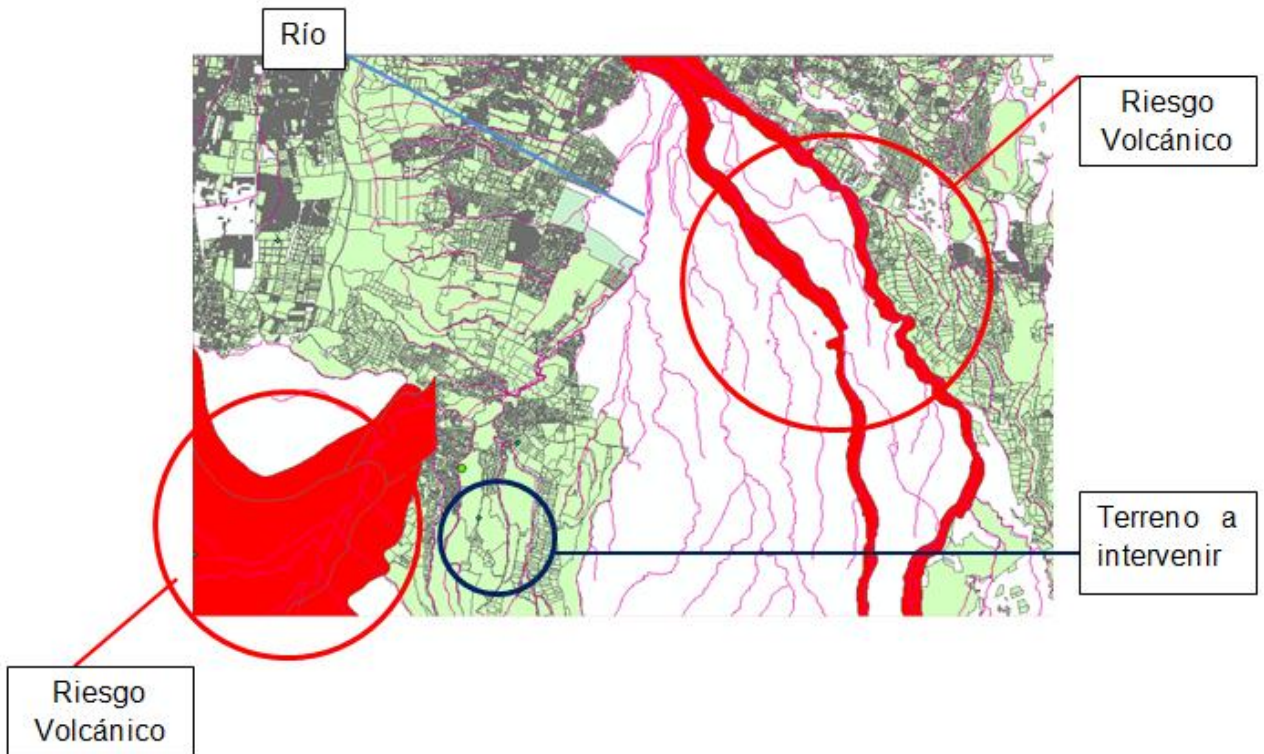 Río
Riesgo
Volcánico
Terreno a
intervenir
Riesgo
Volcánico